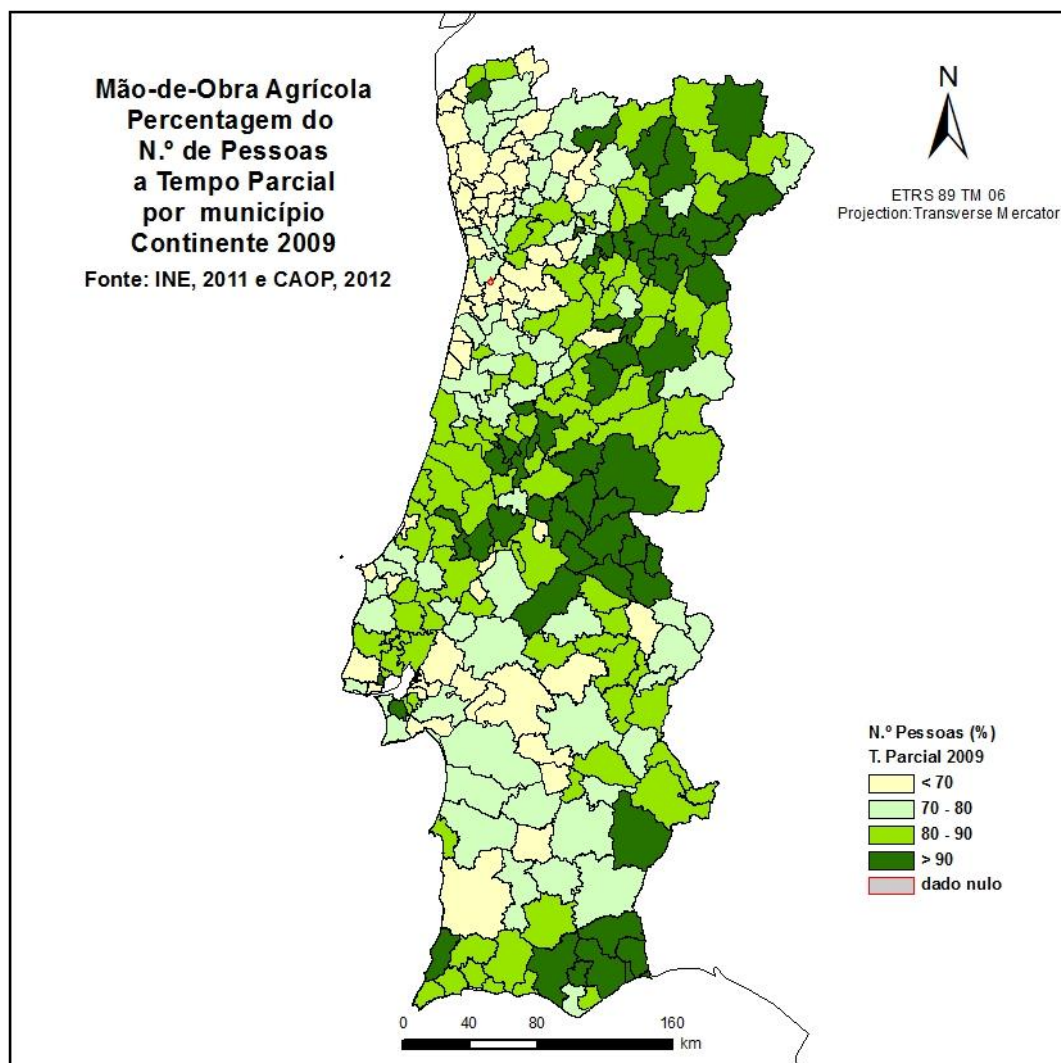 Mão-de-Obra Agrícola
Percentagem do
N.º de Pessoas
a Tempo Parcial
por município
Continente 2009
Fonte: INE, 2011 e CAOP, 2012
N
ETRS 89 TM 06
Projection:Transverse Mercator
N.º Pessoas (%)
T. Parcial 2009
< 70
70 - 80
80 - 90
> 90
dado nulo
0 40 80 160
km